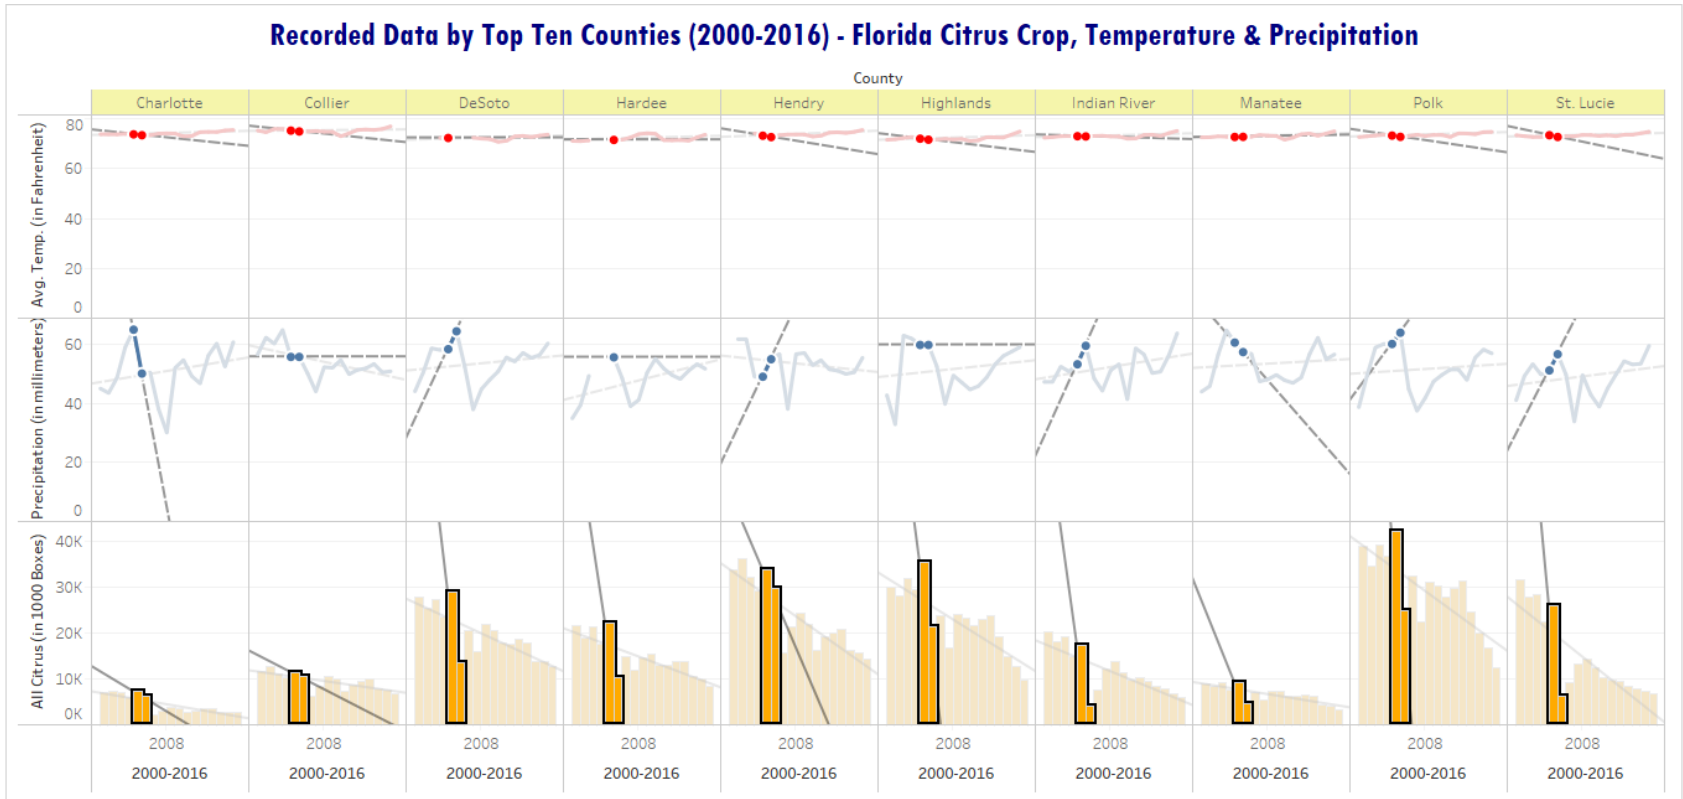 Recorded Data by Top Ten Counties (2000-2016) - Florida Citrus Crop, Temperature & Precipitation
County
Charlotte Collier DeSoto Hardee Hendry Highlands Indian River Manatee Polk St. Lucie
Avg. Temp. (in Fahrenheit)
80
60
40
20
0
Precipitation (in millimeters)
60
40
20
0
All Citrus (in 1000 Boxes)
40K
30K
20K
10K
0K
2008 2008 2008 2008 2008 2008 2008 2008 2008 2008
2000-2016 2000-2016 2000-2016 2000-2016 2000-2016 2000-2016 2000-2016 2000-2016 2000-2016 2000-2016